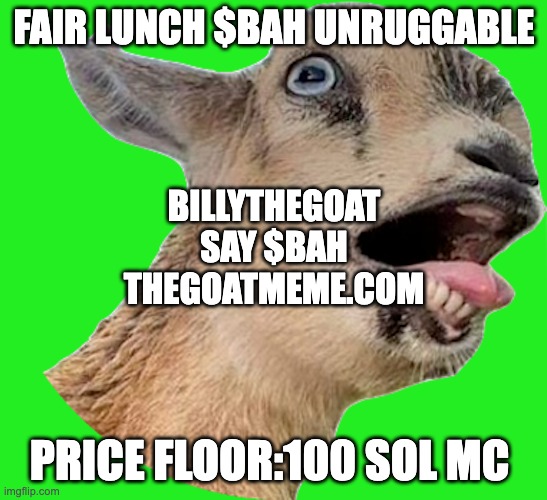 FAIR LUNCH $BAH UNRUGGABLE
BILLYTHEGOAT
SAY $BAH
THEGOATMEME.COM
PRICE FLOOR:100 SOL MC
imgflip.com